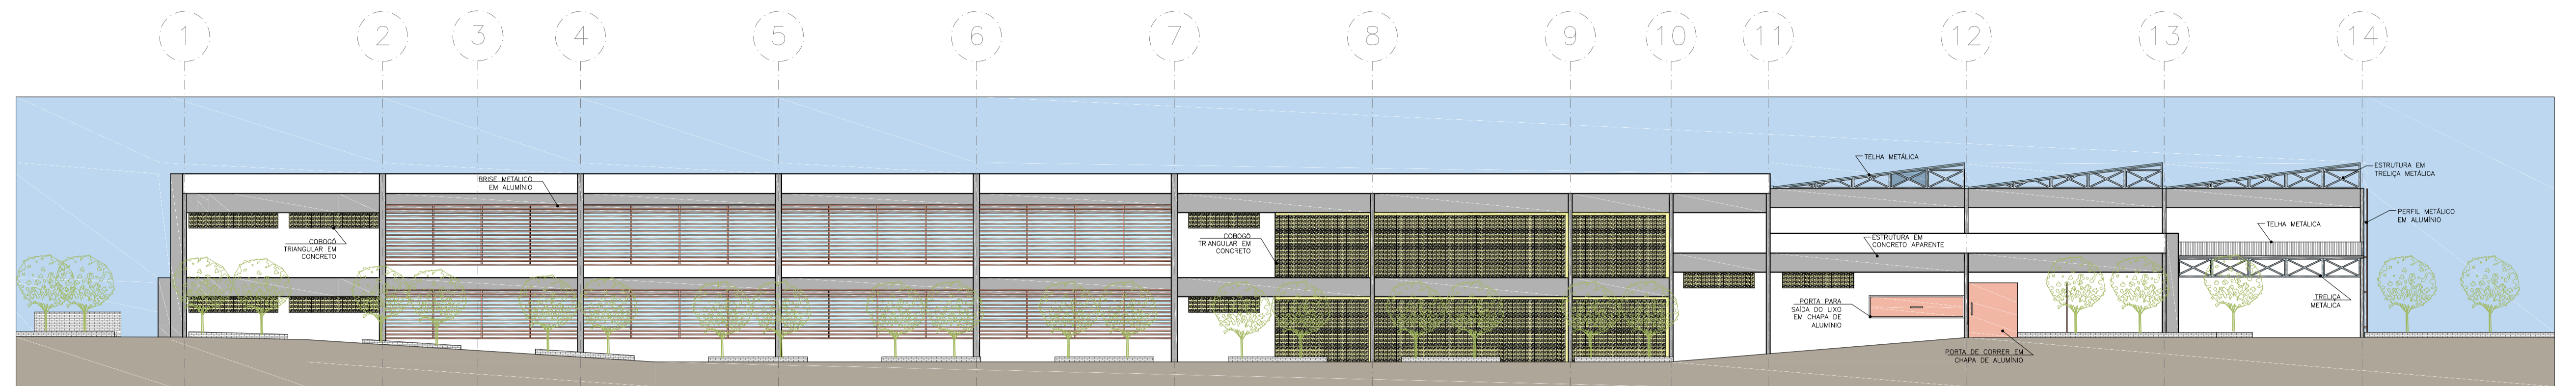 1 2 3 4 5 6 7 8 9 10 11 12 13 14
BRISE METÁLICO
EM ALUMÍNIO
COBOGÓ
TRIANGULAR EM
CONCRETO
COBOGÓ
TRIANGULAR EM
CONCRETO
TELHA METÁLICA
ESTRUTURA EM
TRELIÇA METÁLICA
PERFIL METÁLICO
EM ALUMÍNIO
TELHA METÁLICA
ESTRUTURA EM
CONCRETO APARENTE
PORTA PARA
SAÍDA DO LIXO
EM CHAPA DE
ALUMÍNIO
TRELIÇA
METÁLICA
PORTA DE CORRER EM
CHAPA DE ALUMÍNIO